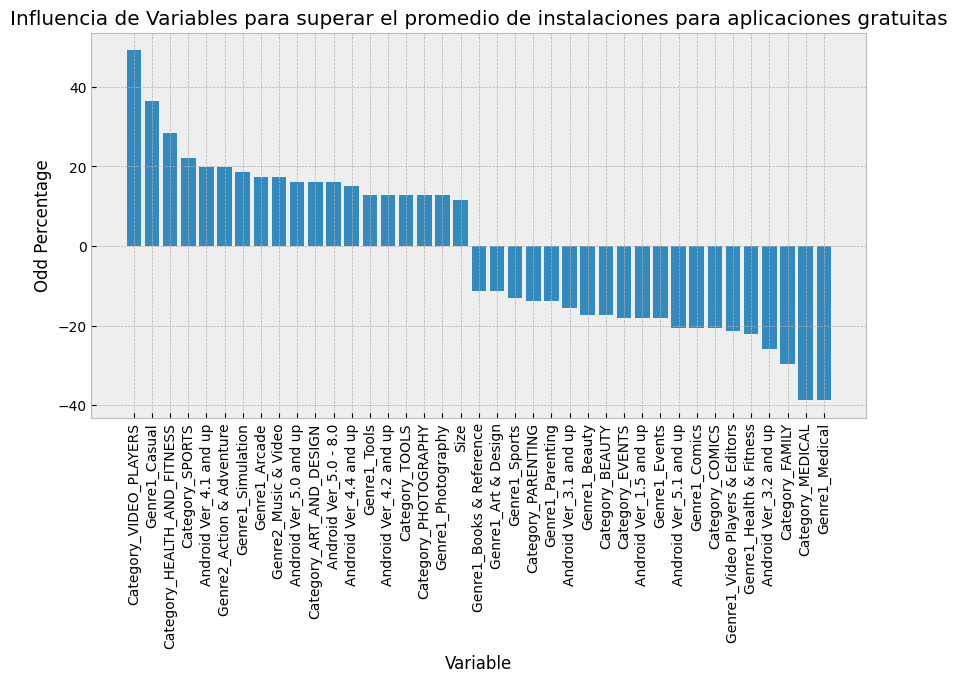 Influencia de Variables para superar el promedio de instalaciones para aplicaciones gratuitas
Odd Percentage
40
20
0
−20
−40
Category_VIDEO_PLAYERS
Genre1_Casual
Category_HEALTH_AND_FITNESS
Category_SPORTS
Android Ver_4.1 and up
Genre2_Action & Adventure
Genre1_Simulation
Genre1_Arcade
Genre2_Music & Video
Android Ver_5.0 and up
Category_ART_AND_DESIGN
Android Ver_5.0 - 8.0
Android Ver_4.4 and up
Genre1_Tools
Android Ver_4.2 and up
Category_TOOLS
Category_PHOTOGRAPHY
Genre1_Photography
Size
Genre1_Books & Reference
Genre1_Art & Design
Genre1_Sports
Category_PARENTING
Genre1_Parenting
Android Ver_3.1 and up
Genre1_Beauty
Category_BEAUTY
Category_EVENTS
Android Ver_1.5 and up
Genre1_Events
Android Ver_5.1 and up
Genre1_Comics
Category_COMICS
Genre1_Video Players & Editors
Genre1_Health & Fitness
Android Ver_3.2 and up
Category_FAMILY
Category_MEDICAL
Genre1_Medical
Variable